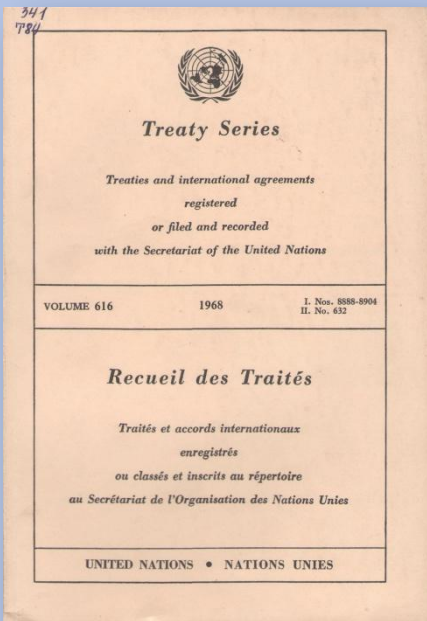 341
T84
Treaty Series
Treaties and international agreements
registered
or filed and recorded
with the Secretariat of the United Nations
VOLUME 616
1968
I. Nos. 8888-8904
II. No. 632
Recueil des Traités
Traités et accords internationaux
enregistrés
ou classés et inscrits au répertoire
au Secrétariat de l'Organisation des Nations Unies
UNITED NATIONS • NATIONS UNIES